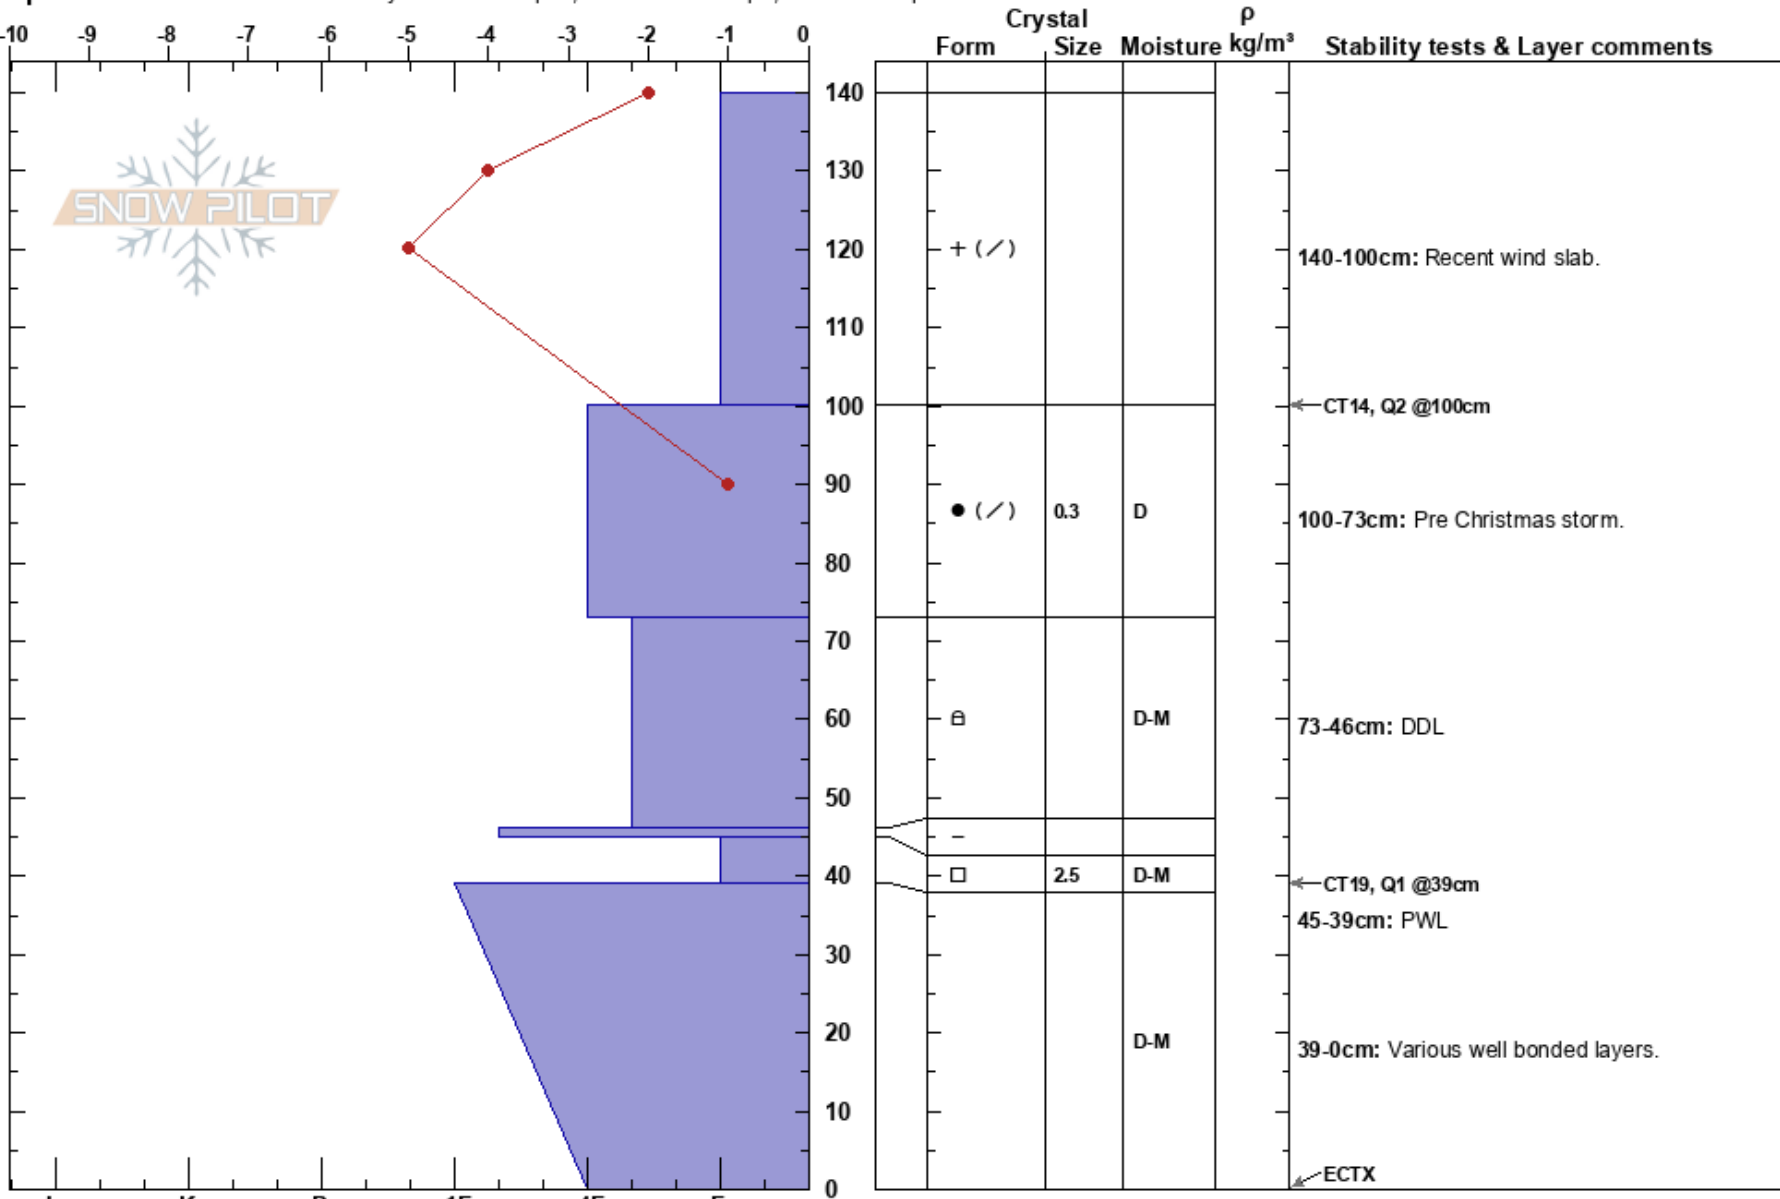 Crystal ρ
-10 -9 -8 -7 -6 -5 -4 -3 -2 -1 0 Form Size Moisture kg/m³ Stability tests & Layer comments
140
SNOW PILOT
130
120 + (/) 140-100cm: Recent wind slab.
110
100 CT14, Q2 @100cm
90
● (/) 0.3 D 100-73cm: Pre Christmas storm.
80
70
60 D-M 73-46cm: DDL
50
–
40 □ 2.5 D-M CT19, Q1 @39cm
45-39cm: PWL
30
20
D-M 39-0cm: Various well bonded layers.
10
ECTX
0